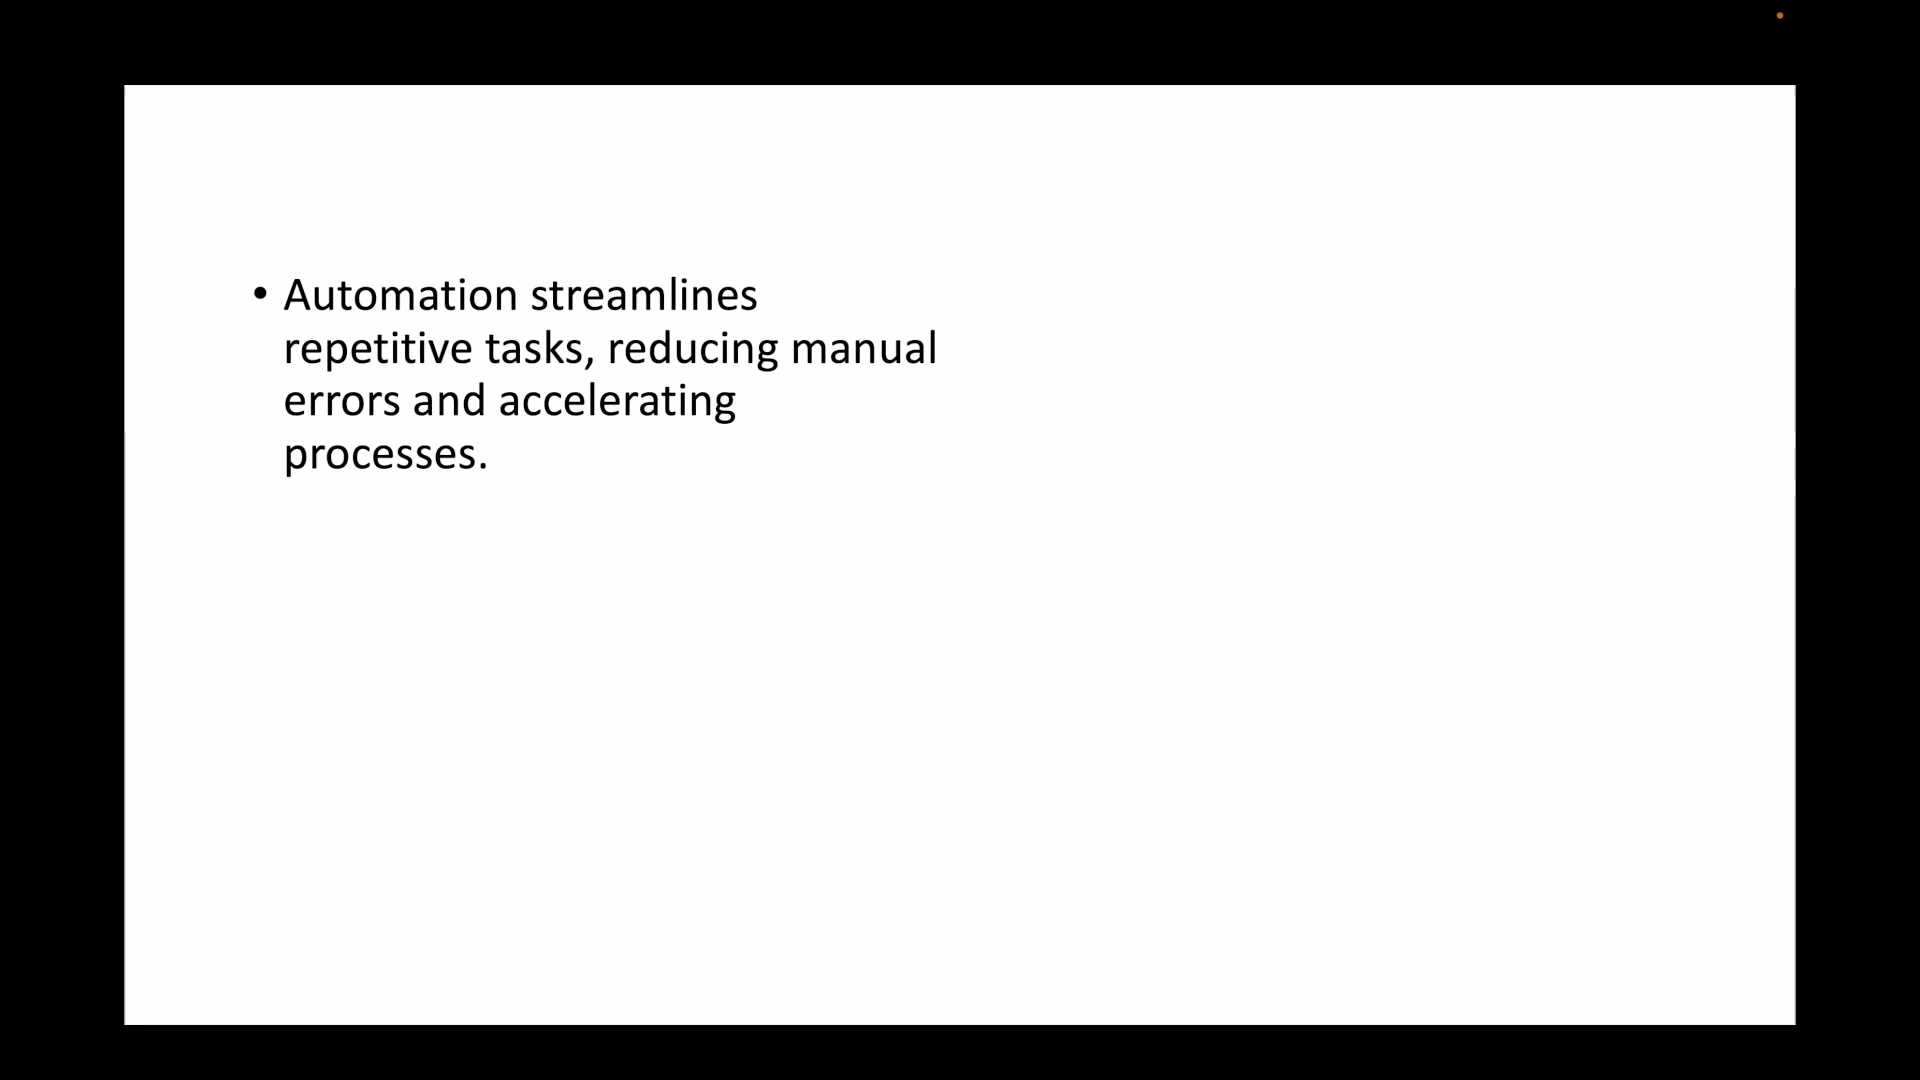 • Automation streamlines
repetitive tasks, reducing manual
errors and accelerating
processes.